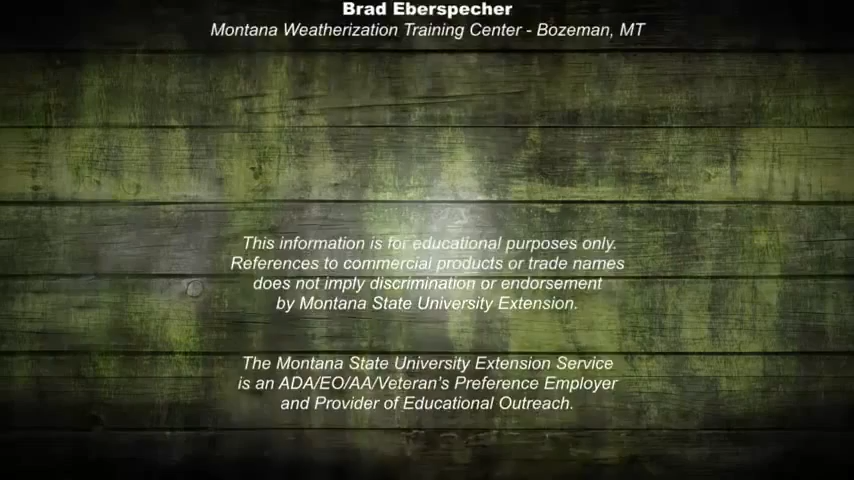 Brad Eberspecher
Montana Weatherization Training Center - Bozeman, MT
This information is for educational purposes only.
References to commercial products or trade names
does not imply discrimination or endorsement
by Montana State University Extension.
The Montana State University Extension Service
is an ADA/EO/AA/Veteran's Preference Employer
and Provider of Educational Outreach.